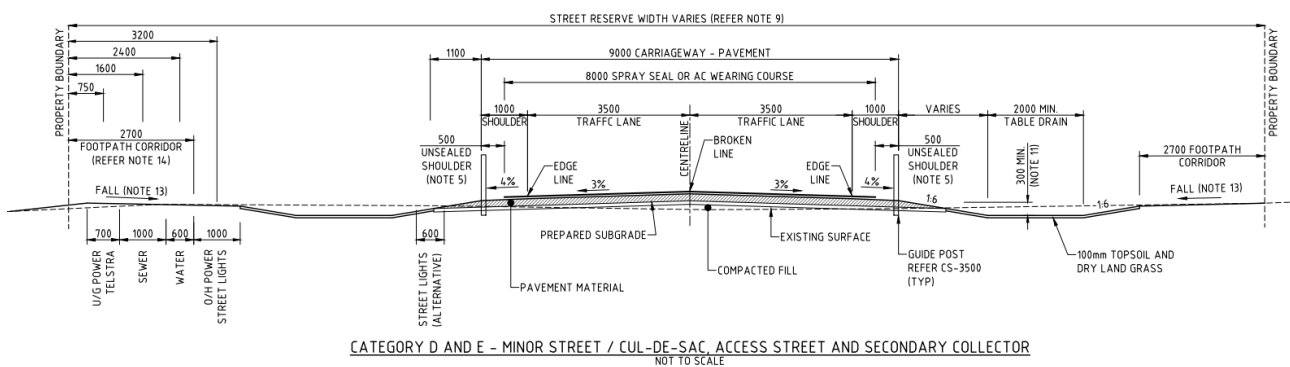 STREET RESERVE WIDTH VARIES (REFER NOTE 9)
PROPERTY BOUNDARY
3200
2400
1600
750
1100
9000 CARRIAGEWAY - PAVEMENT
8000 SPRAY SEAL OR AC WEARING COURSE
1000
SHOULDER
3500
TRAFFC LANE
CENTRELINE
3500
TRAFFIC LANE
1000
SHOULDER
VARIES
2000 MIN.
TABLE DRAIN
PROPERTY BOUNDARY
2700
FOOTPATH CORRIDOR
(REFER NOTE 14)
500
UNSEALED
SHOULDER
(NOTE 5)
EDGE
LINE
BROKEN
LINE
EDGE
LINE
500
UNSEALED
SHOULDER
(NOTE 5)
300 MIN.
(NOTE 11)
2700 FOOTPATH
CORRIDOR
FALL (NOTE 13)
4%
3%
3%
4%
1:6
1:6
FALL (NOTE 13)
700
1000
600
1000
600
U/G POWER
TELSTRA
SEWER
WATER
O/H POWER
STREET LIGHTS
STREET LIGHTS
(ALTERNATIVE)
PREPARED SUBGRADE
PAVEMENT MATERIAL
EXISTING SURFACE
COMPACTED FILL
GUIDE POST
REFER CS-3500
(TYP)
100mm TOPSOIL AND
DRY LAND GRASS
CATEGORY D AND E - MINOR STREET / CUL-DE-SAC, ACCESS STREET AND SECONDARY COLLECTOR
NOT TO SCALE